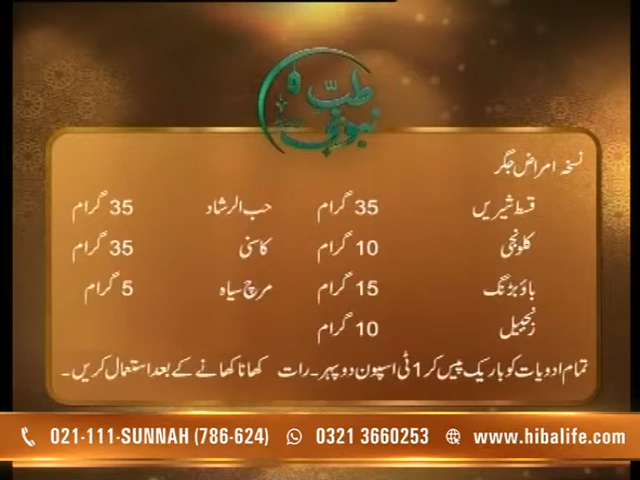 طبّ
نبویؐ
نسخہ امراض جگر
قسط شیریں 35 گرام حب الرشاد 35 گرام
کلونجی 10 گرام کاسنی 35 گرام
باؤبڑنگ 15 گرام مرچ سیاہ 5 گرام
زنجبیل 10 گرام
تمام ادویات کو باریک پیس کر 1 ٹی اسپون دوپہر۔رات کھانا کھانے کے بعد استعمال کریں۔
021-111-SUNNAH (786-624) 0321 3660253 www.hibalife.com